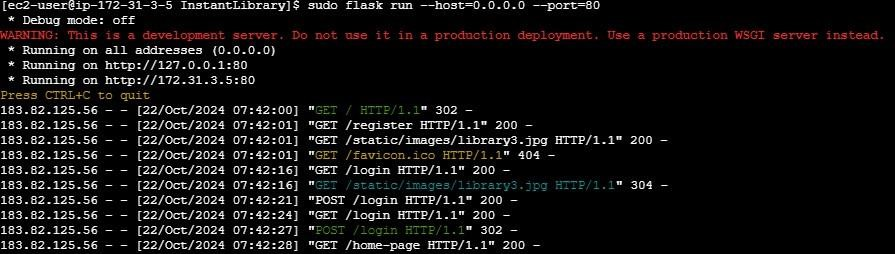 [ec2-user@ip-172-31-3-5 InstantLibrary]$ sudo flask run --host=0.0.0.0 --port=80
 * Debug mode: off
WARNING: This is a development server. Do not use it in a production deployment. Use a production WSGI server instead.
 * Running on all addresses (0.0.0.0)
 * Running on http://127.0.0.1:80
 * Running on http://172.31.3.5:80
Press CTRL+C to quit
183.82.125.56 - - [22/Oct/2024 07:42:00] "GET / HTTP/1.1" 302 -
183.82.125.56 - - [22/Oct/2024 07:42:01] "GET /register HTTP/1.1" 200 -
183.82.125.56 - - [22/Oct/2024 07:42:01] "GET /static/images/library3.jpg HTTP/1.1" 200 -
183.82.125.56 - - [22/Oct/2024 07:42:01] "GET /favicon.ico HTTP/1.1" 404 -
183.82.125.56 - - [22/Oct/2024 07:42:16] "GET /login HTTP/1.1" 200 -
183.82.125.56 - - [22/Oct/2024 07:42:16] "GET /static/images/library3.jpg HTTP/1.1" 304 -
183.82.125.56 - - [22/Oct/2024 07:42:21] "POST /login HTTP/1.1" 200 -
183.82.125.56 - - [22/Oct/2024 07:42:24] "GET /login HTTP/1.1" 200 -
183.82.125.56 - - [22/Oct/2024 07:42:27] "POST /login HTTP/1.1" 302 -
183.82.125.56 - - [22/Oct/2024 07:42:28] "GET /home-page HTTP/1.1" 200 -